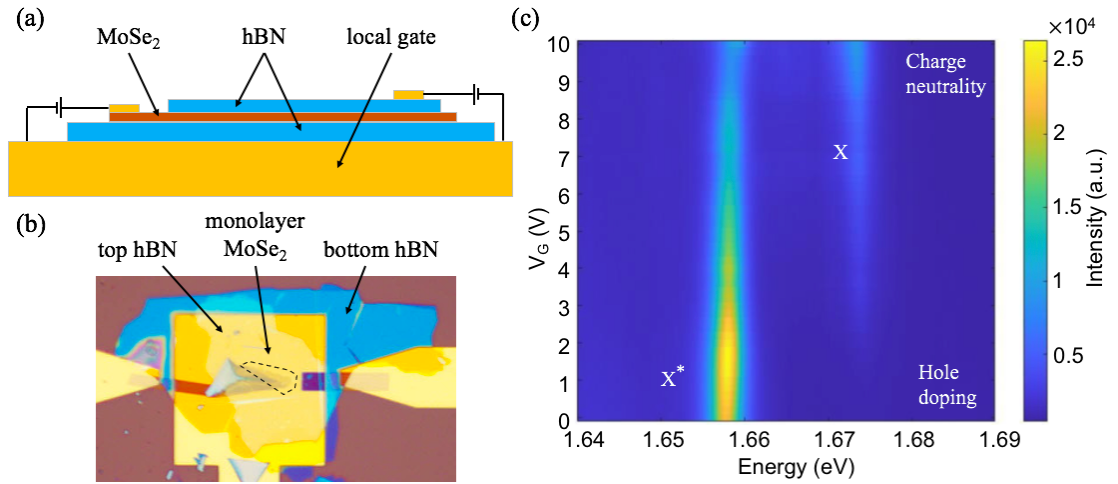 (a)
MoSe2 hBN local gate
(b)
monolayer
top hBN MoSe2 bottom hBN
(c)
×10⁴
10
9
8
7
6
5
4
3
2
1
0
VG (V)
Charge
neutrality
X
X*
Hole
doping
1.64 1.65 1.66 1.67 1.68 1.69
Energy (eV)
2.5
2
1.5
1
0.5
Intensity (a.u.)